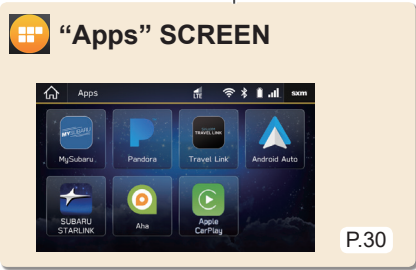 “Apps” SCREEN
Apps LTE sxm
MYSUBARU TRAVEL LINK
MySubaru Pandora Travel Link Android Auto
SUBARU STARLINK Aha Apple CarPlay
P.30